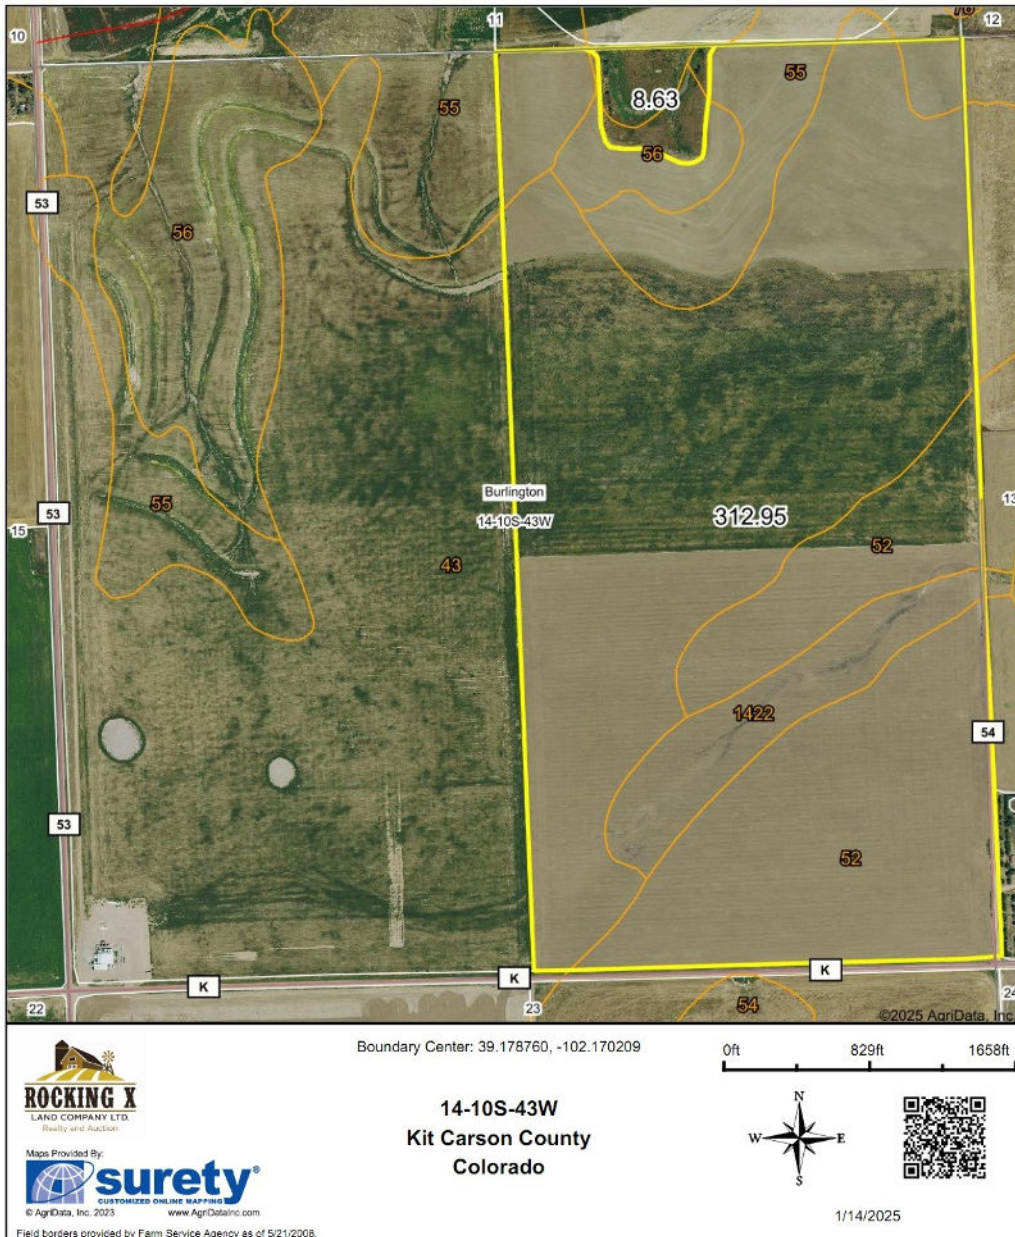 10
11
12
76
55
55
8.63
56
53
56
55
53
15
Burlington
14-10S-43W
43
312.95
13
52
1422
54
53
52
K
K
K
22
23
54
24
©2025 AgriData, Inc.
Boundary Center: 39.178760, -102.170209
0ft 829ft 1658ft
ROCKING X
LAND COMPANY LTD.
Realty and Auction
14-10S-43W
Kit Carson County
Colorado
N
W E
S
Maps Provided By:
surety®
CUSTOMIZED ONLINE MAPPING
© AgriData, Inc. 2023 www.AgriDataInc.com
1/14/2025
Field borders provided by Farm Service Agency as of 5/21/2008.